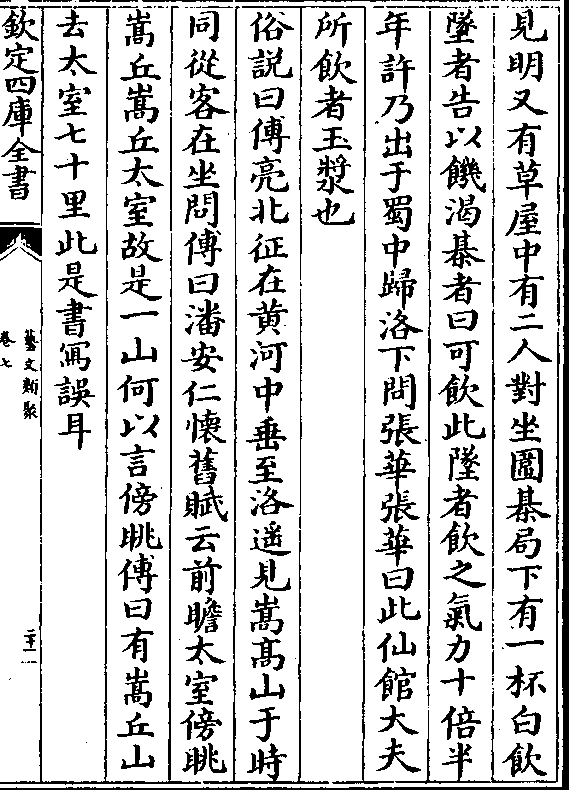 見明又有草屋中有二人對坐圍棊局下有一杯白飲
墜者告以饑渴棊者曰可飲此墜者飲之氣力十倍半
年許乃出于蜀中歸洛下問張華張華曰此仙館大夫
所飲者玉漿也
俗説曰傅亮北征在黄河中垂至洛遥見嵩髙山于時
同從客在坐問傅曰潘安仁懐舊賦云前瞻太室傍眺
嵩丘嵩丘太室故是一山何以言傍眺傅曰有嵩丘山
去太室七十里此是書寫誤耳
欽定四庫全書
藝文類聚
卷七
二十二